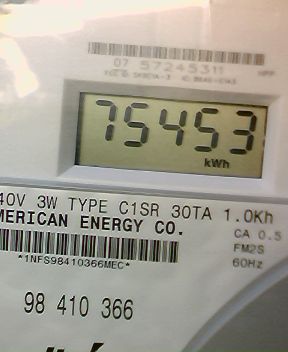 07 57245311
75453
kWh
40V 3W TYPE C1SR 30TA 1.0Kh
MERICAN ENERGY CO.
CA 0.5
FM2S
60Hz
*1NFS98410366MEC*
98 410 366